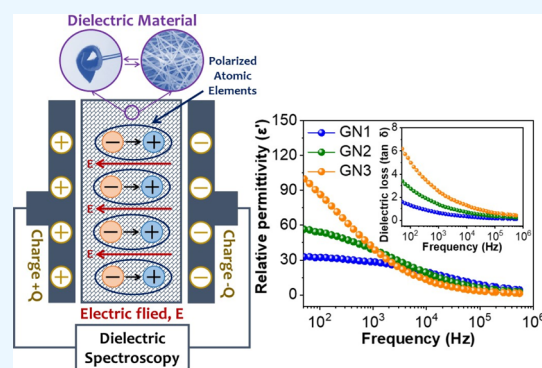 Dielectric Material
Polarized
Atomic
Elements
E
E
E
Charge+Q
Charge-Q
Electric flied, E
Dielectric
Spectroscopy
Relative permittivity (ε')
150
120
90
60
30
0
GN1
GN2
GN3
Dielectric loss (tan δ)
8
6
4
2
0
10² 10³ 10⁴ 10⁵ 10⁶
Frequency (Hz)
10² 10³ 10⁴ 10⁵ 10⁶
Frequency (Hz)